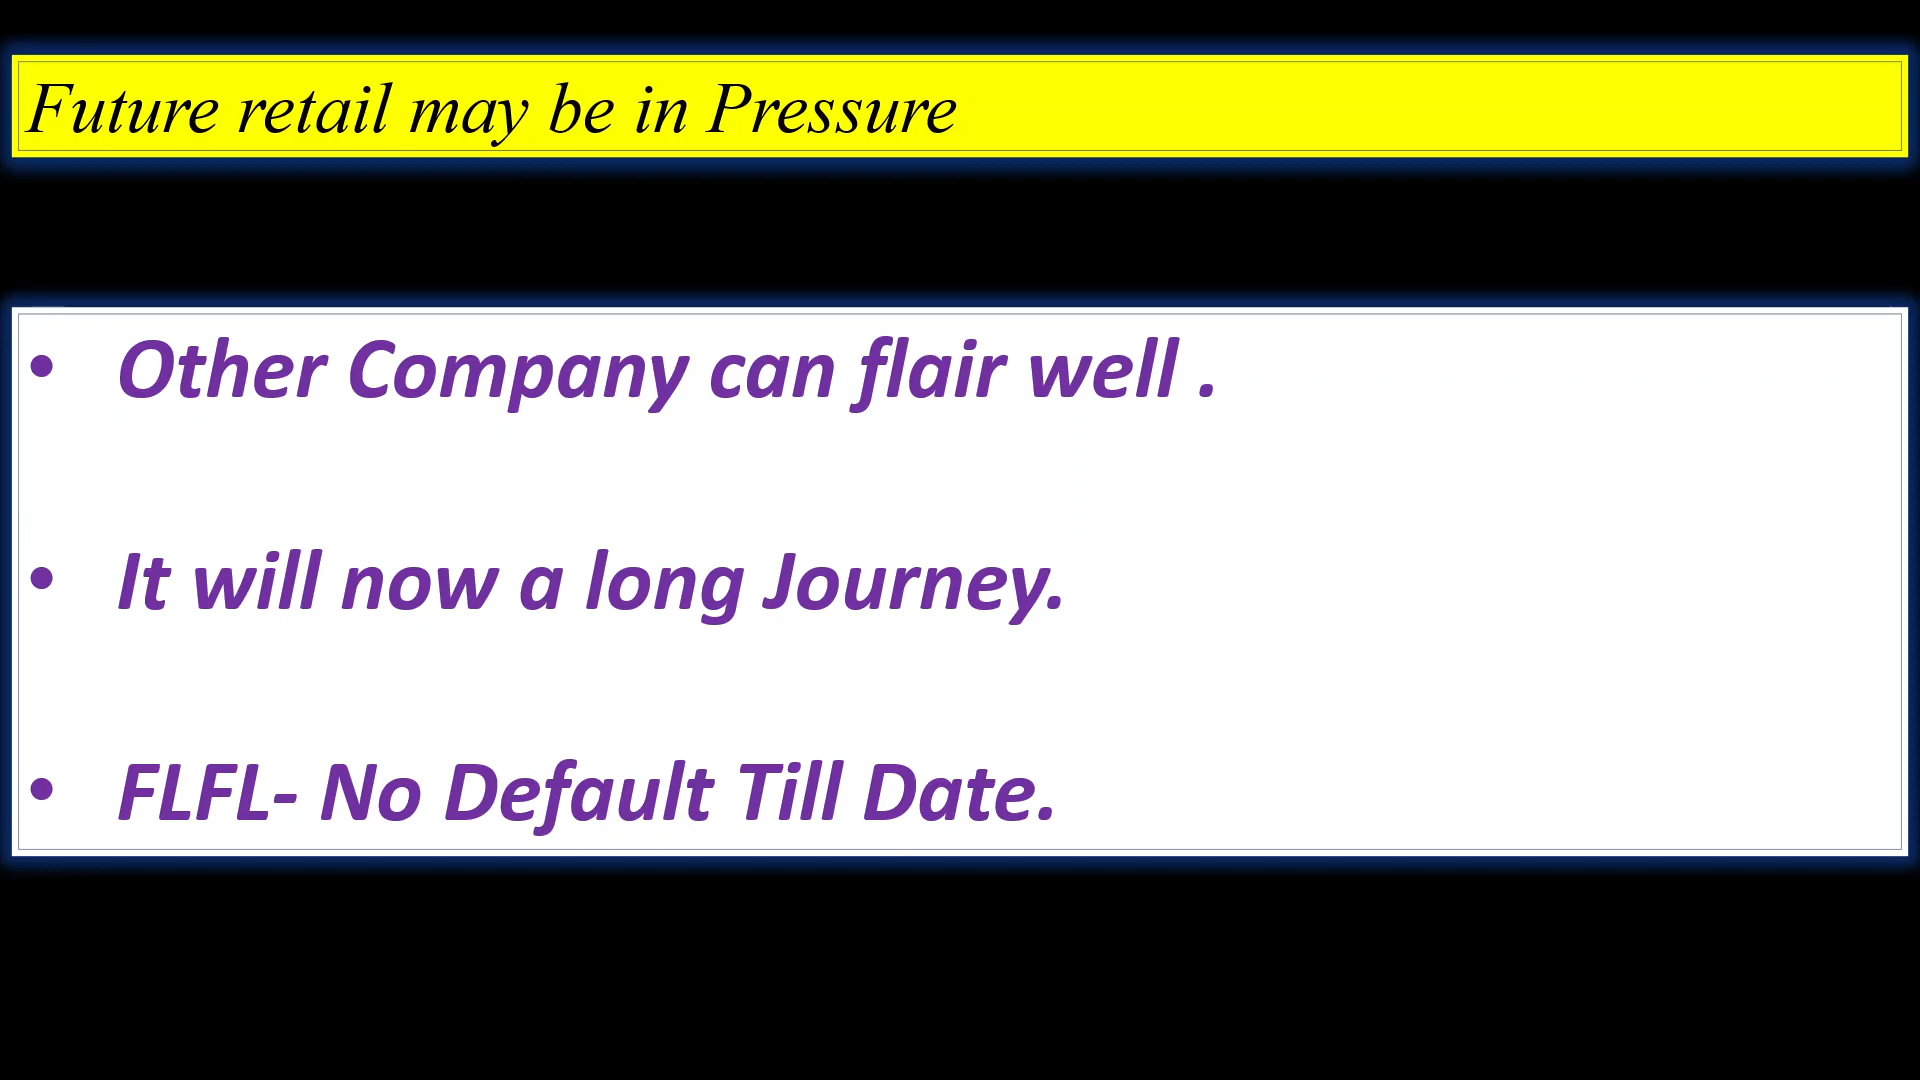 Future retail may be in Pressure
• Other Company can flair well .
• It will now a long Journey.
• FLFL- No Default Till Date.